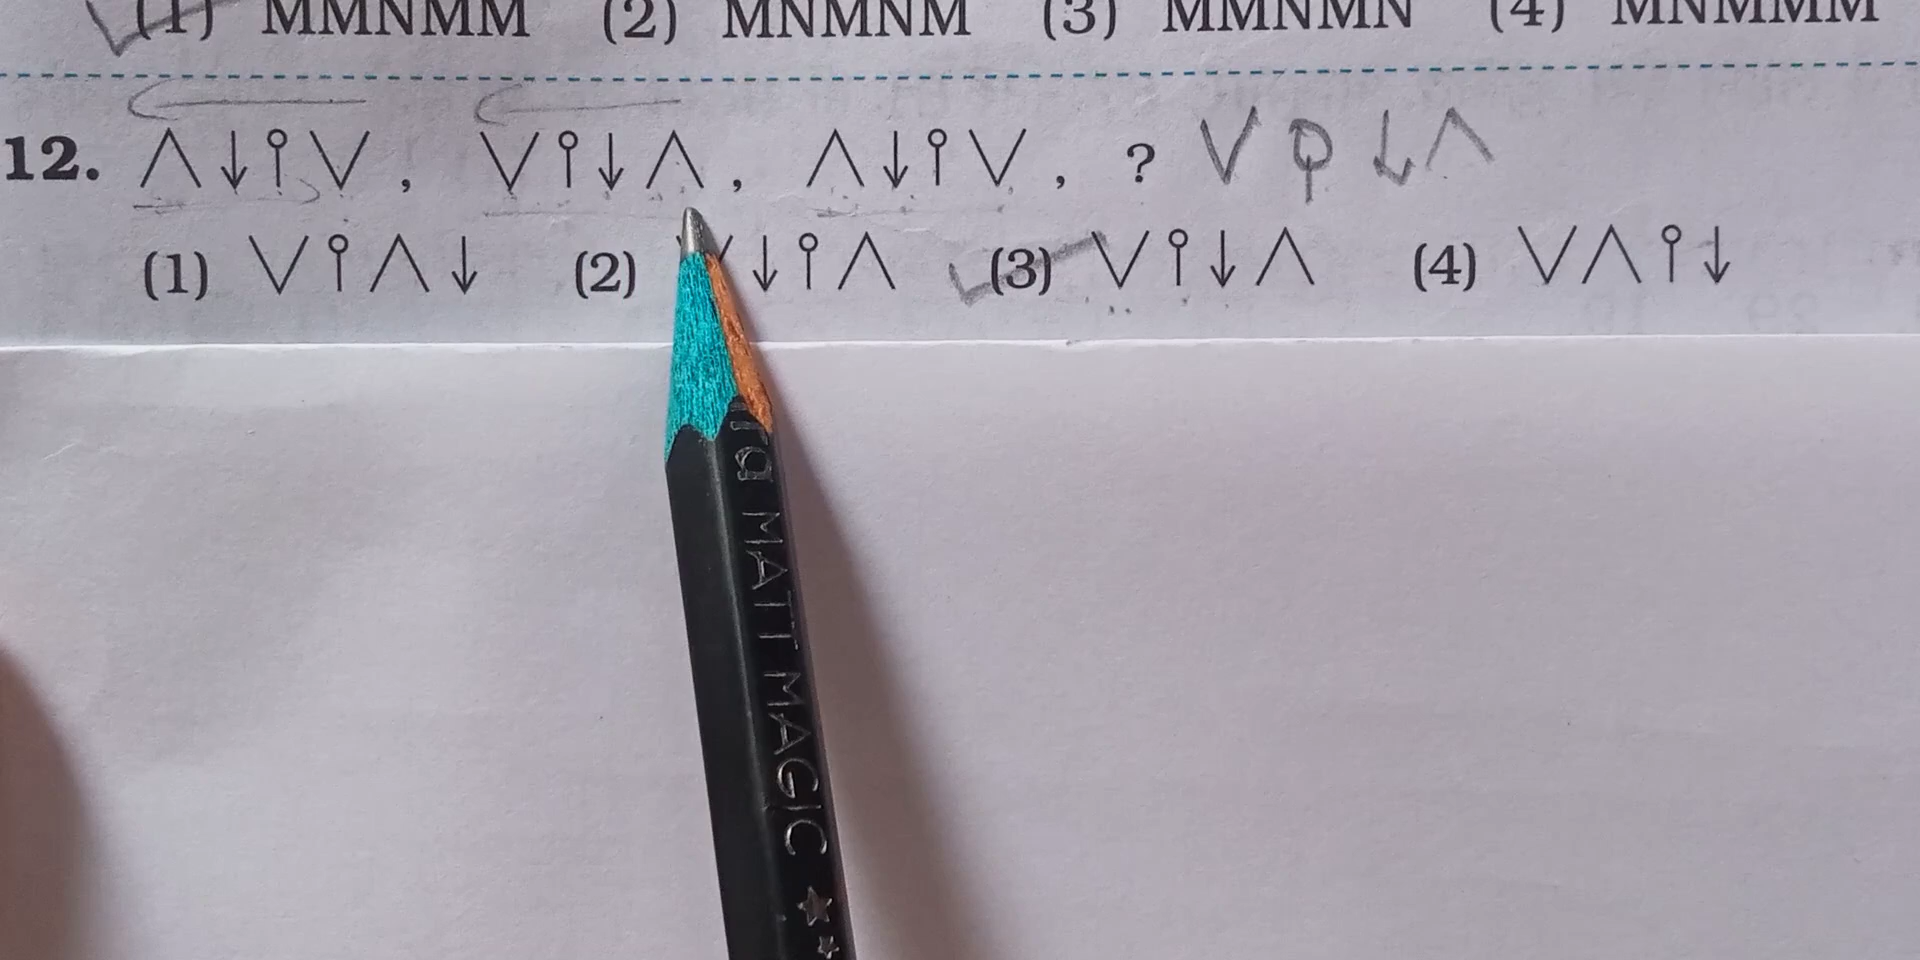 (1) MMNMM (2) MNMNM (3) MMNMN (4) MNMMM
12. ∧↓⫯∨, ∨⫯↓∧, ∧↓⫯∨, ? ∨⫯↓∧
(1) ∨⫯∧↓ (2) ∨↓⫯∧ (3) ∨⫯↓∧ (4) ∨∧⫯↓
MATT MAGIC